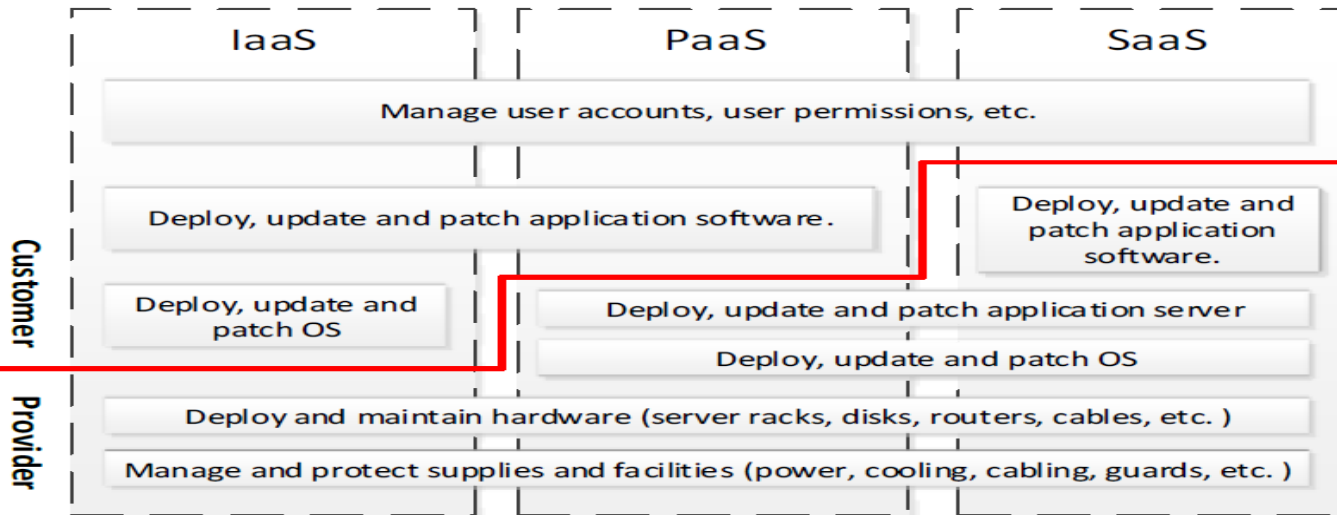 IaaS
PaaS
SaaS
Manage user accounts, user permissions, etc.
Deploy, update and patch application software.
Deploy, update and
patch application
software.
Customer
Deploy, update and
patch OS
Deploy, update and patch application server
Deploy, update and patch OS
Provider
Deploy and maintain hardware (server racks, disks, routers, cables, etc. )
Manage and protect supplies and facilities (power, cooling, cabling, guards, etc. )